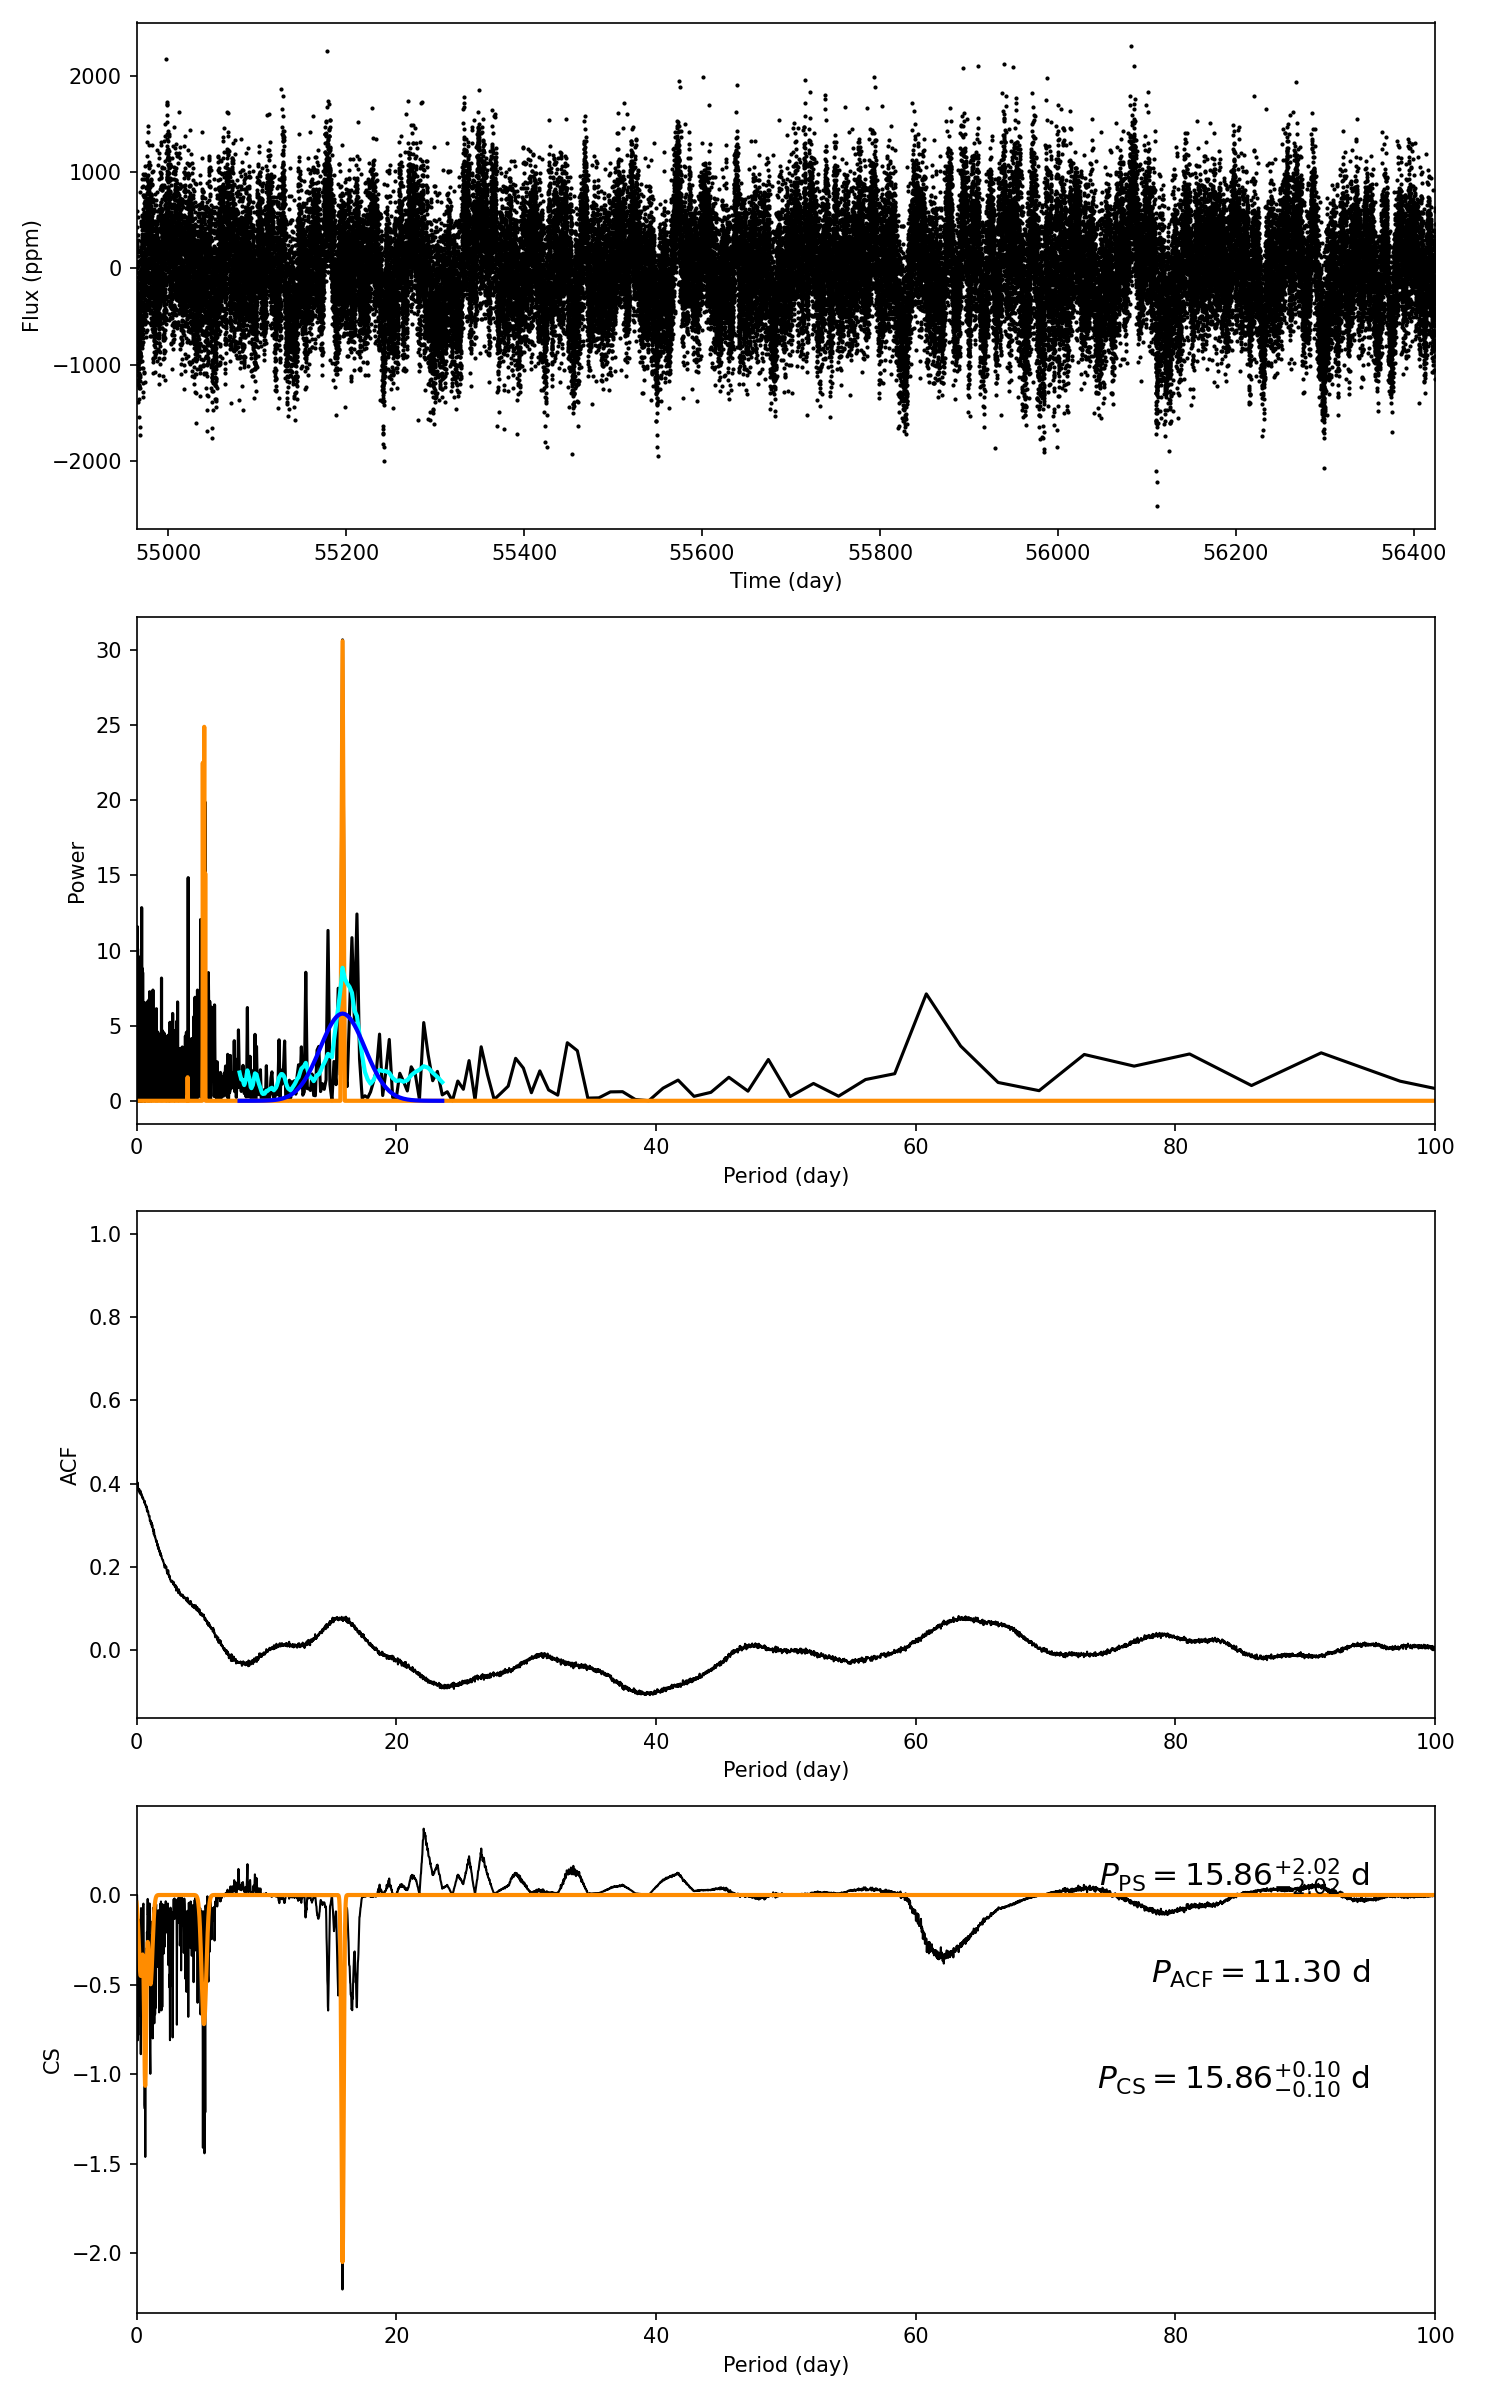 2000
1000
0
−1000
−2000
Flux (ppm)
55000 55200 55400 55600 55800 56000 56200 56400
Time (day)
30
25
20
15
10
5
0
Power
0 20 40 60 80 100
Period (day)
1.0
0.8
0.6
0.4
0.2
0.0
ACF
0 20 40 60 80 100
Period (day)
0.0
−0.5
−1.0
−1.5
−2.0
CS
P_PS = 15.86 +2.02 −2.02 d
P_ACF = 11.30 d
P_CS = 15.86 +0.10 −0.10 d
0 20 40 60 80 100
Period (day)